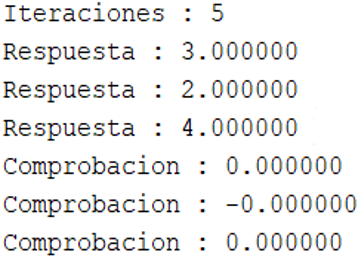 Iteraciones : 5
Respuesta : 3.000000
Respuesta : 2.000000
Respuesta : 4.000000
Comprobacion : 0.000000
Comprobacion : -0.000000
Comprobacion : 0.000000